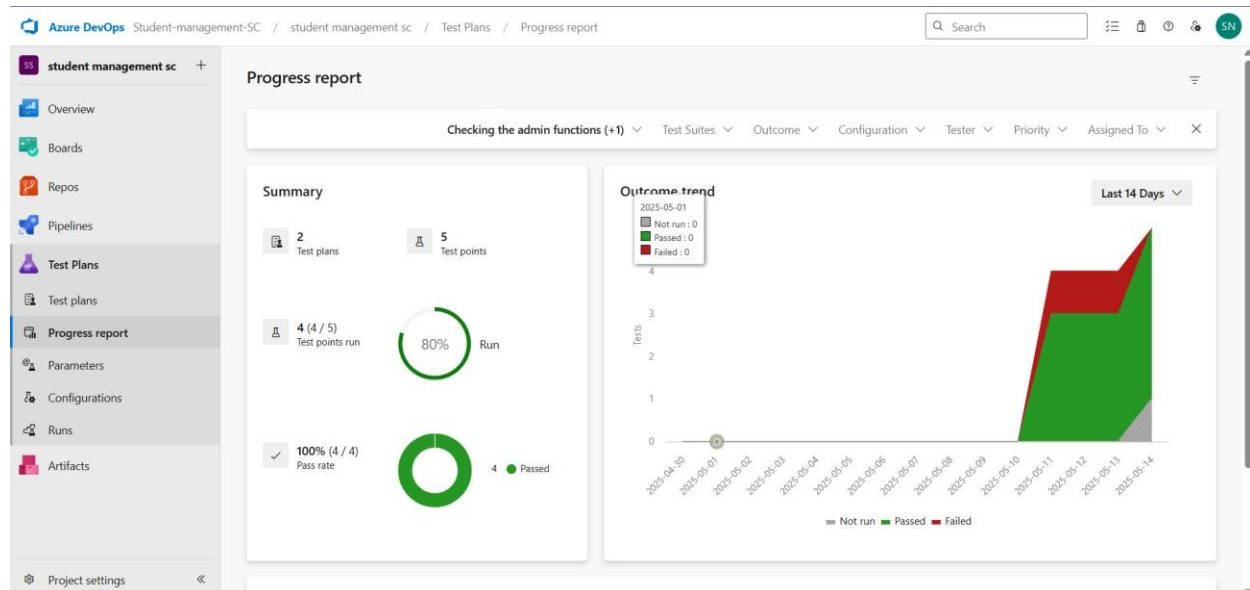 Azure DevOps Student-management-SC / student management sc / Test Plans / Progress report
Search
SN
SS student management sc +
Overview
Boards
Repos
Pipelines
Test Plans
Test plans
Progress report
Parameters
Configurations
Runs
Artifacts
Project settings
Progress report
Checking the admin functions (+1) Test Suites Outcome Configuration Tester Priority Assigned To
Summary
2
Test plans
5
Test points
4 (4 / 5)
Test points run
80%
Run
100% (4 / 4)
Pass rate
4 Passed
Outcome trend
Last 14 Days
2025-05-01
Not run : 0
Passed : 0
Failed : 0
4
3
2
1
0
Tests
2025-04-30
2025-05-01
2025-05-02
2025-05-03
2025-05-04
2025-05-05
2025-05-06
2025-05-07
2025-05-08
2025-05-09
2025-05-10
2025-05-11
2025-05-12
2025-05-13
2025-05-14
Not run Passed Failed